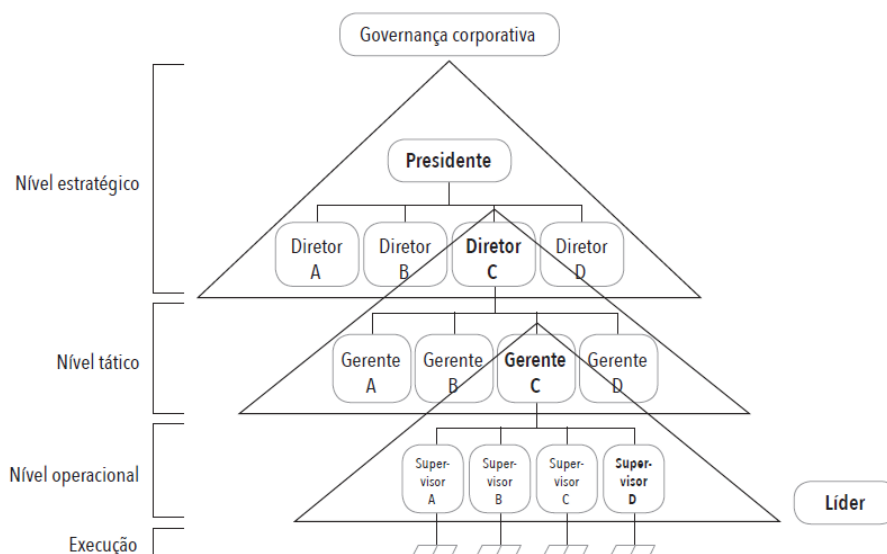 Governança corporativa
Nível estratégico
Presidente
Diretor
A
Diretor
B
Diretor
C
Diretor
D
Nível tático
Gerente
A
Gerente
B
Gerente
C
Gerente
D
Nível operacional
Super-
visor
A
Super-
visor
B
Super-
visor
C
Super-
visor
D
Líder
Execução